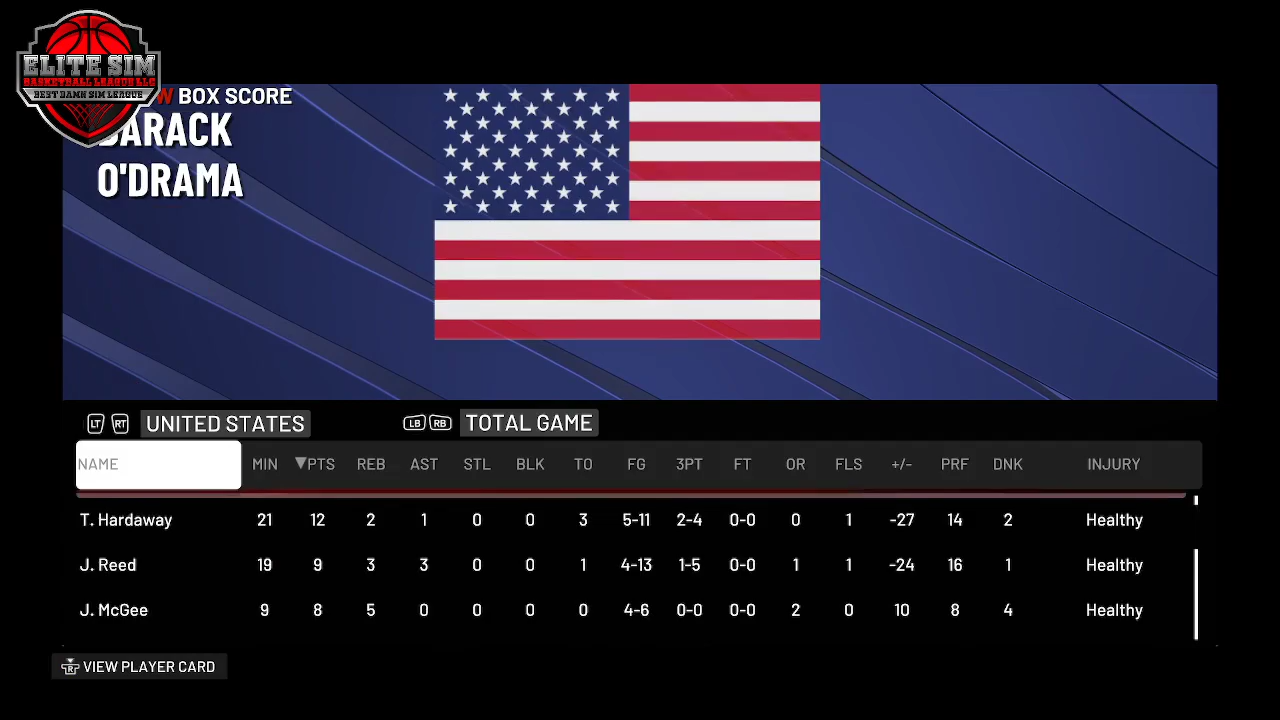 ELITE SIM
BASKETBALL LEAGUE LLC
BEST DAMN SIM LEAGUE
BOX SCORE
BARACK
O'DRAMA
LT RT UNITED STATES LB RB TOTAL GAME
NAME MIN ▼PTS REB AST STL BLK TO FG 3PT FT OR FLS +/- PRF DNK INJURY
T. Hardaway 21 12 2 1 0 0 3 5-11 2-4 0-0 0 1 -27 14 2 Healthy
J. Reed 19 9 3 3 0 0 1 4-13 1-5 0-0 1 1 -24 16 1 Healthy
J. McGee 9 8 5 0 0 0 0 4-6 0-0 0-0 2 0 10 8 4 Healthy
R VIEW PLAYER CARD